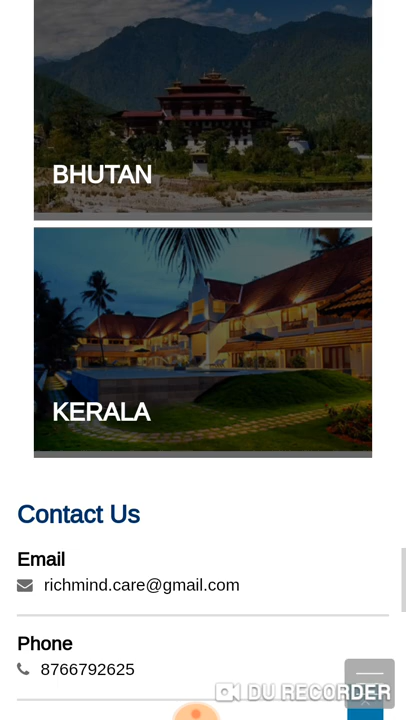 BHUTAN
KERALA
Contact Us
Email
richmind.care@gmail.com
Phone
8766792625
DU RECORDER